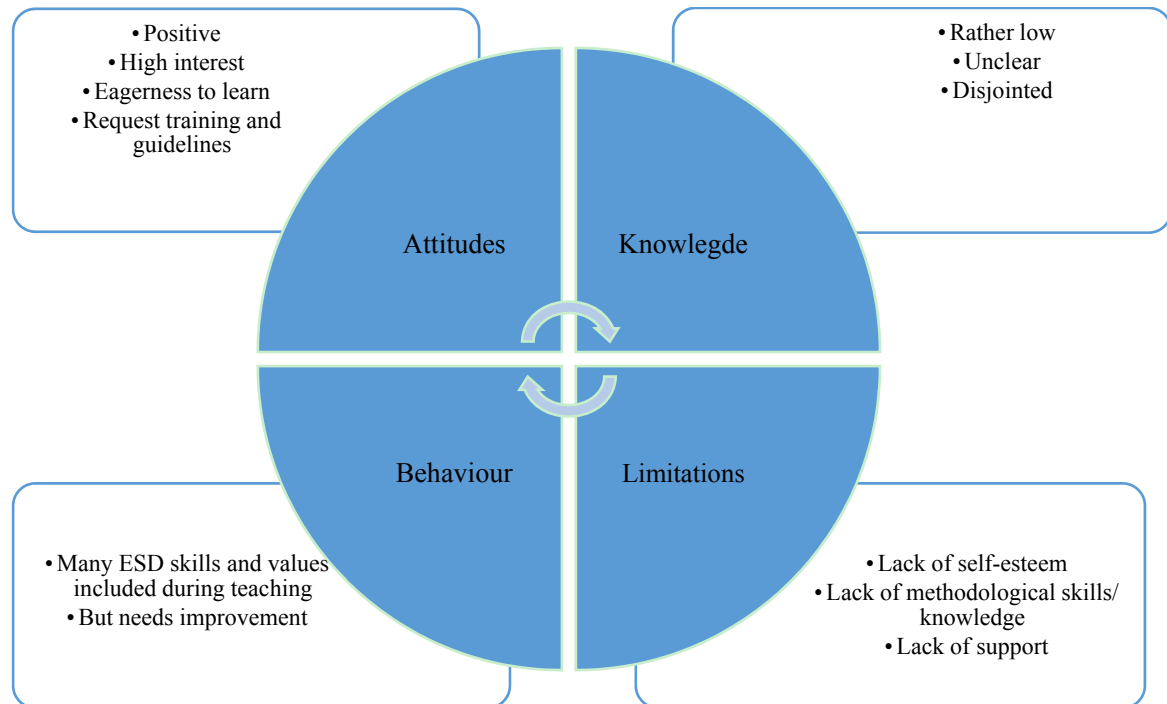 • Positive
• High interest
• Eagerness to learn
• Request training and
guidelines
• Rather low
• Unclear
• Disjointed
Attitudes
Knowlegde
Behaviour
Limitations
• Many ESD skills and values
included during teaching
• But needs improvement
• Lack of self-esteem
• Lack of methodological skills/
knowledge
• Lack of support